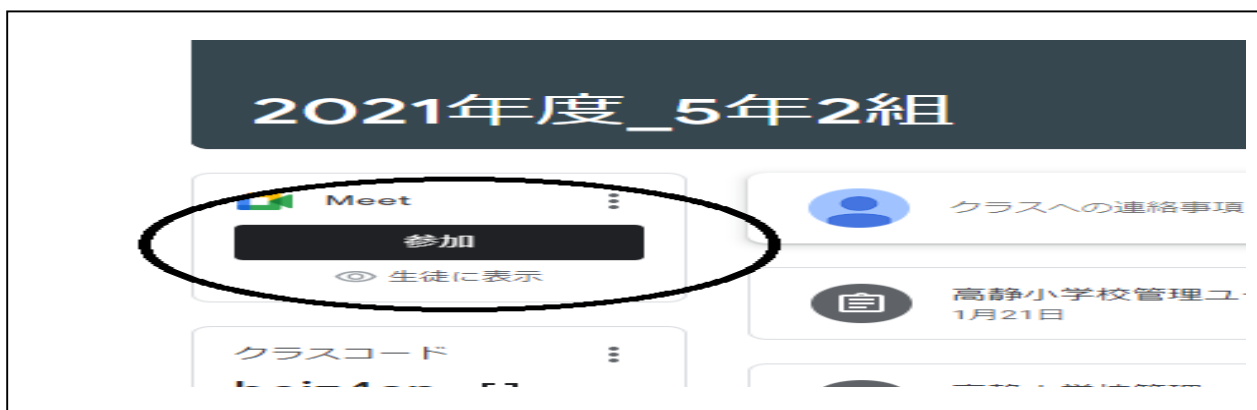 2021年度_5年2組
Meet
参加
生徒に表示
クラスコード
クラスへの連絡事項
高静小学校管理ユー
1月21日